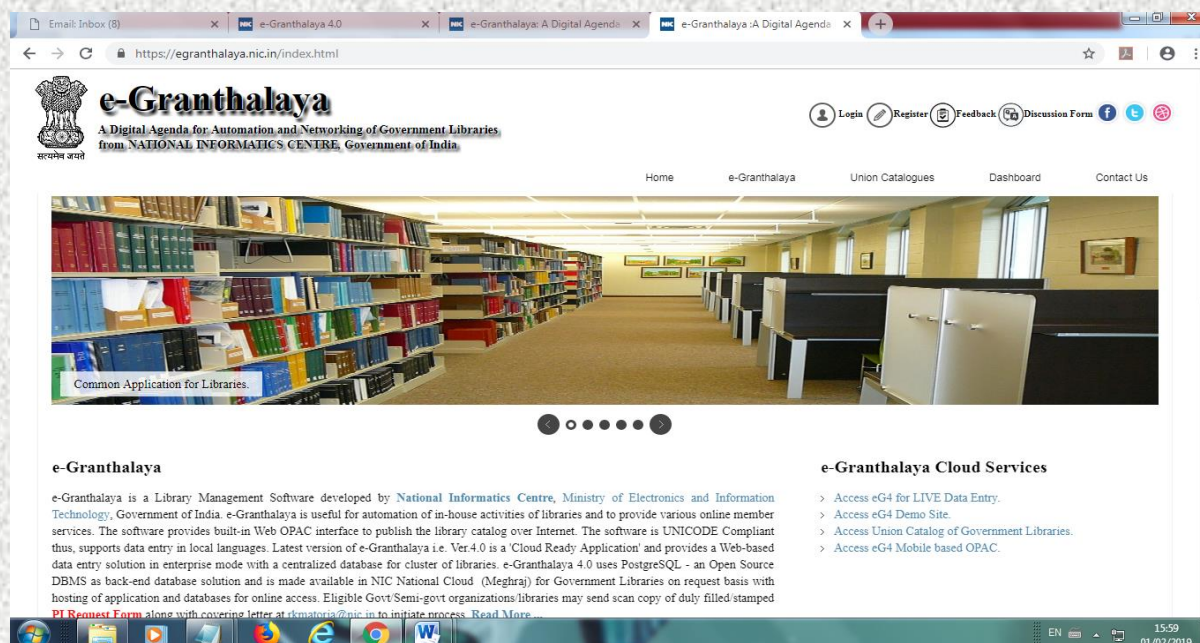 Email: Inbox (8)
e-Granthalaya 4.0
e-Granthalaya: A Digital Agenda
e-Granthalaya :A Digital Agenda
https://egranthalaya.nic.in/index.html
e-Granthalaya
A Digital Agenda for Automation and Networking of Government Libraries
from NATIONAL INFORMATICS CENTRE, Government of India
सत्यमेव जयते
Login Register Feedback Discussion Form
Home e-Granthalaya Union Catalogues Dashboard Contact Us
Common Application for Libraries.
e-Granthalaya
e-Granthalaya is a Library Management Software developed by National Informatics Centre, Ministry of Electronics and Information
Technology, Government of India. e-Granthalaya is useful for automation of in-house activities of libraries and to provide various online member
services. The software provides built-in Web OPAC interface to publish the library catalog over Internet. The software is UNICODE Compliant
thus, supports data entry in local languages. Latest version of e-Granthalaya i.e. Ver.4.0 is a 'Cloud Ready Application' and provides a Web-based
data entry solution in enterprise mode with a centralized database for cluster of libraries. e-Granthalaya 4.0 uses PostgreSQL - an Open Source
DBMS as back-end database solution and is made available in NIC National Cloud (Meghraj) for Government Libraries on request basis with
hosting of application and databases for online access. Eligible Govt/Semi-govt organizations/libraries may send scan copy of duly filled/stamped
PI Request Form along with covering letter at rkmatoria@nic.in to initiate process. Read More ...
e-Granthalaya Cloud Services
> Access eG4 for LIVE Data Entry.
> Access eG4 Demo Site.
> Access Union Catalog of Government Libraries.
> Access eG4 Mobile based OPAC.
EN
15:59
01/02/2019